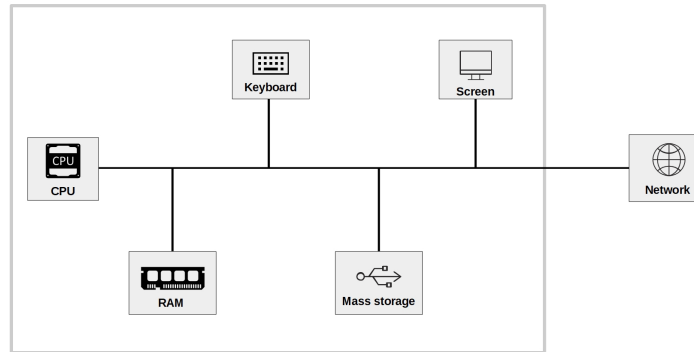 Keyboard
Screen
CPU
CPU
Network
RAM
Mass storage